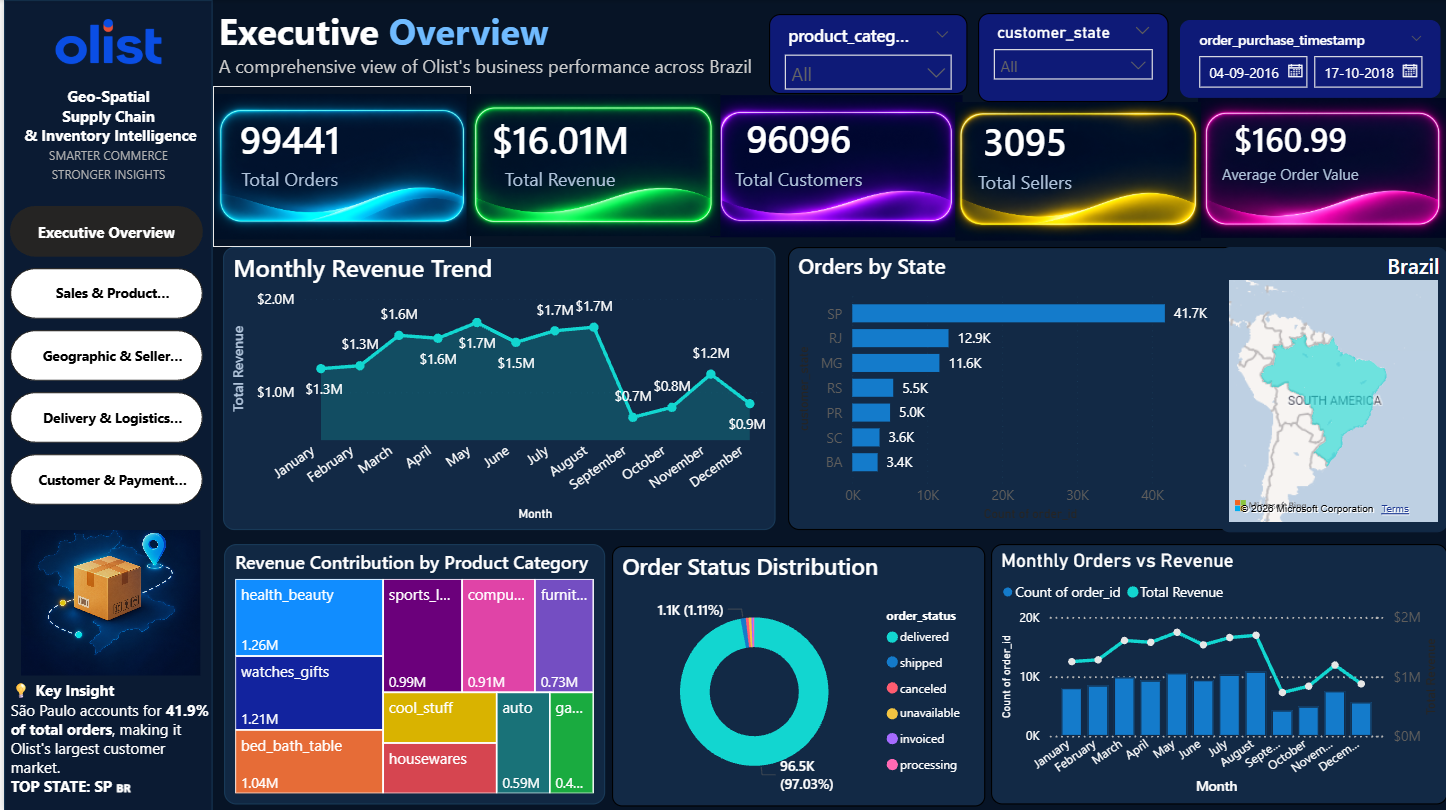 olist
Geo-Spatial
Supply Chain
& Inventory Intelligence
SMARTER COMMERCE
STRONGER INSIGHTS
Executive Overview
Sales & Product...
Geographic & Seller...
Delivery & Logistics...
Customer & Payment...
💡 Key Insight
São Paulo accounts for 41.9%
of total orders, making it
Olist's largest customer
market.
TOP STATE: SP BR
Executive Overview
A comprehensive view of Olist's business performance across Brazil
product_categ...
All
customer_state
All
order_purchase_timestamp
04-09-2016 17-10-2018
99441
Total Orders
$16.01M
Total Revenue
96096
Total Customers
3095
Total Sellers
$160.99
Average Order Value
Monthly Revenue Trend
Total Revenue
$2.0M
$1.0M
$1.3M
$1.3M
$1.6M
$1.6M
$1.7M
$1.5M
$1.7M
$1.7M
$0.7M
$0.8M
$1.2M
$0.9M
January
February
March
April
May
June
July
August
September
October
November
December
Month
Orders by State
Brazil
SP 41.7K
RJ 12.9K
MG 11.6K
RS 5.5K
PR 5.0K
SC 3.6K
BA 3.4K
0K 10K 20K 30K 40K
SOUTH AMERICA
© 2026 Microsoft Corporation Terms
Revenue Contribution by Product Category
health_beauty
1.26M
watches_gifts
1.21M
bed_bath_table
1.04M
sports_l...
0.99M
compu...
0.91M
furnit...
0.73M
cool_stuff
housewares
auto
0.59M
ga...
0.4...
Order Status Distribution
1.1K (1.11%)
96.5K
(97.03%)
order_status
delivered
shipped
canceled
unavailable
invoiced
processing
Monthly Orders vs Revenue
Count of order_id Total Revenue
Count of order_id
20K
10K
0K
$2M
$1M
$0M
January
February
March
April
May
June
July
August
Septe...
October
Novem...
Decem...
Month